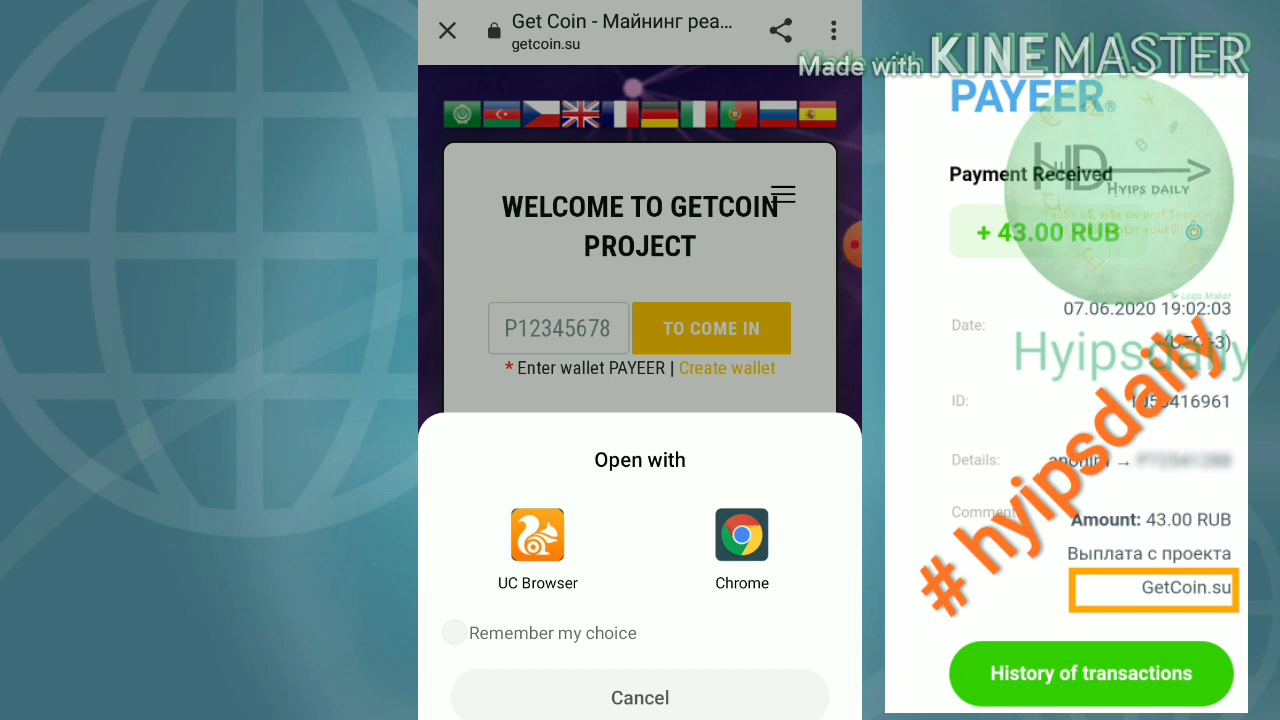 Get Coin - Майнинг реа...
getcoin.su
WELCOME TO GETCOIN
PROJECT
P12345678
TO COME IN
* Enter wallet PAYEER | Create wallet
Open with
UC Browser
Chrome
Remember my choice
Cancel
Made with KINEMASTER
PAYEER®
Payment Received
HD
HYIPS DAILY
+ 43.00 RUB
Logo Maker
Date:
07.06.2020 19:02:03
Hyipsdaily
ID:
Details:
Comment
Amount: 43.00 RUB
Выплата с проекта
GetCoin.su
# hyipsdaily
History of transactions